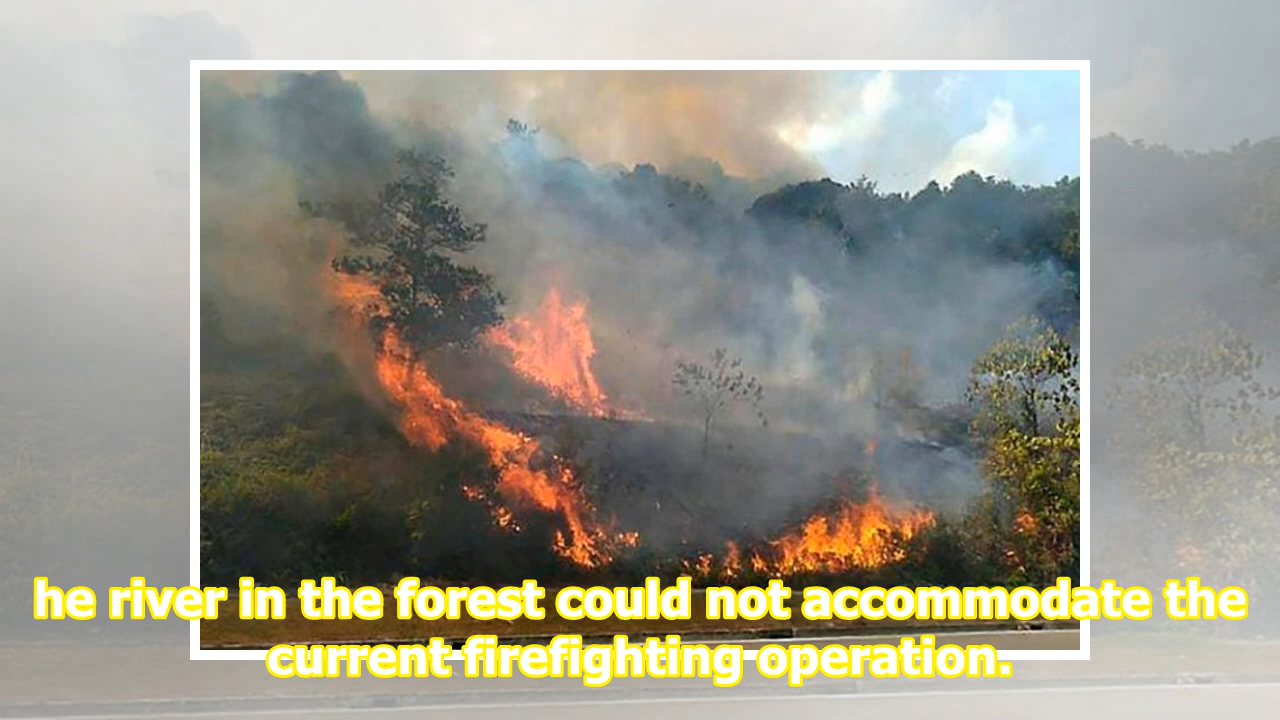 he river in the forest could not accommodate the
current firefighting operation.